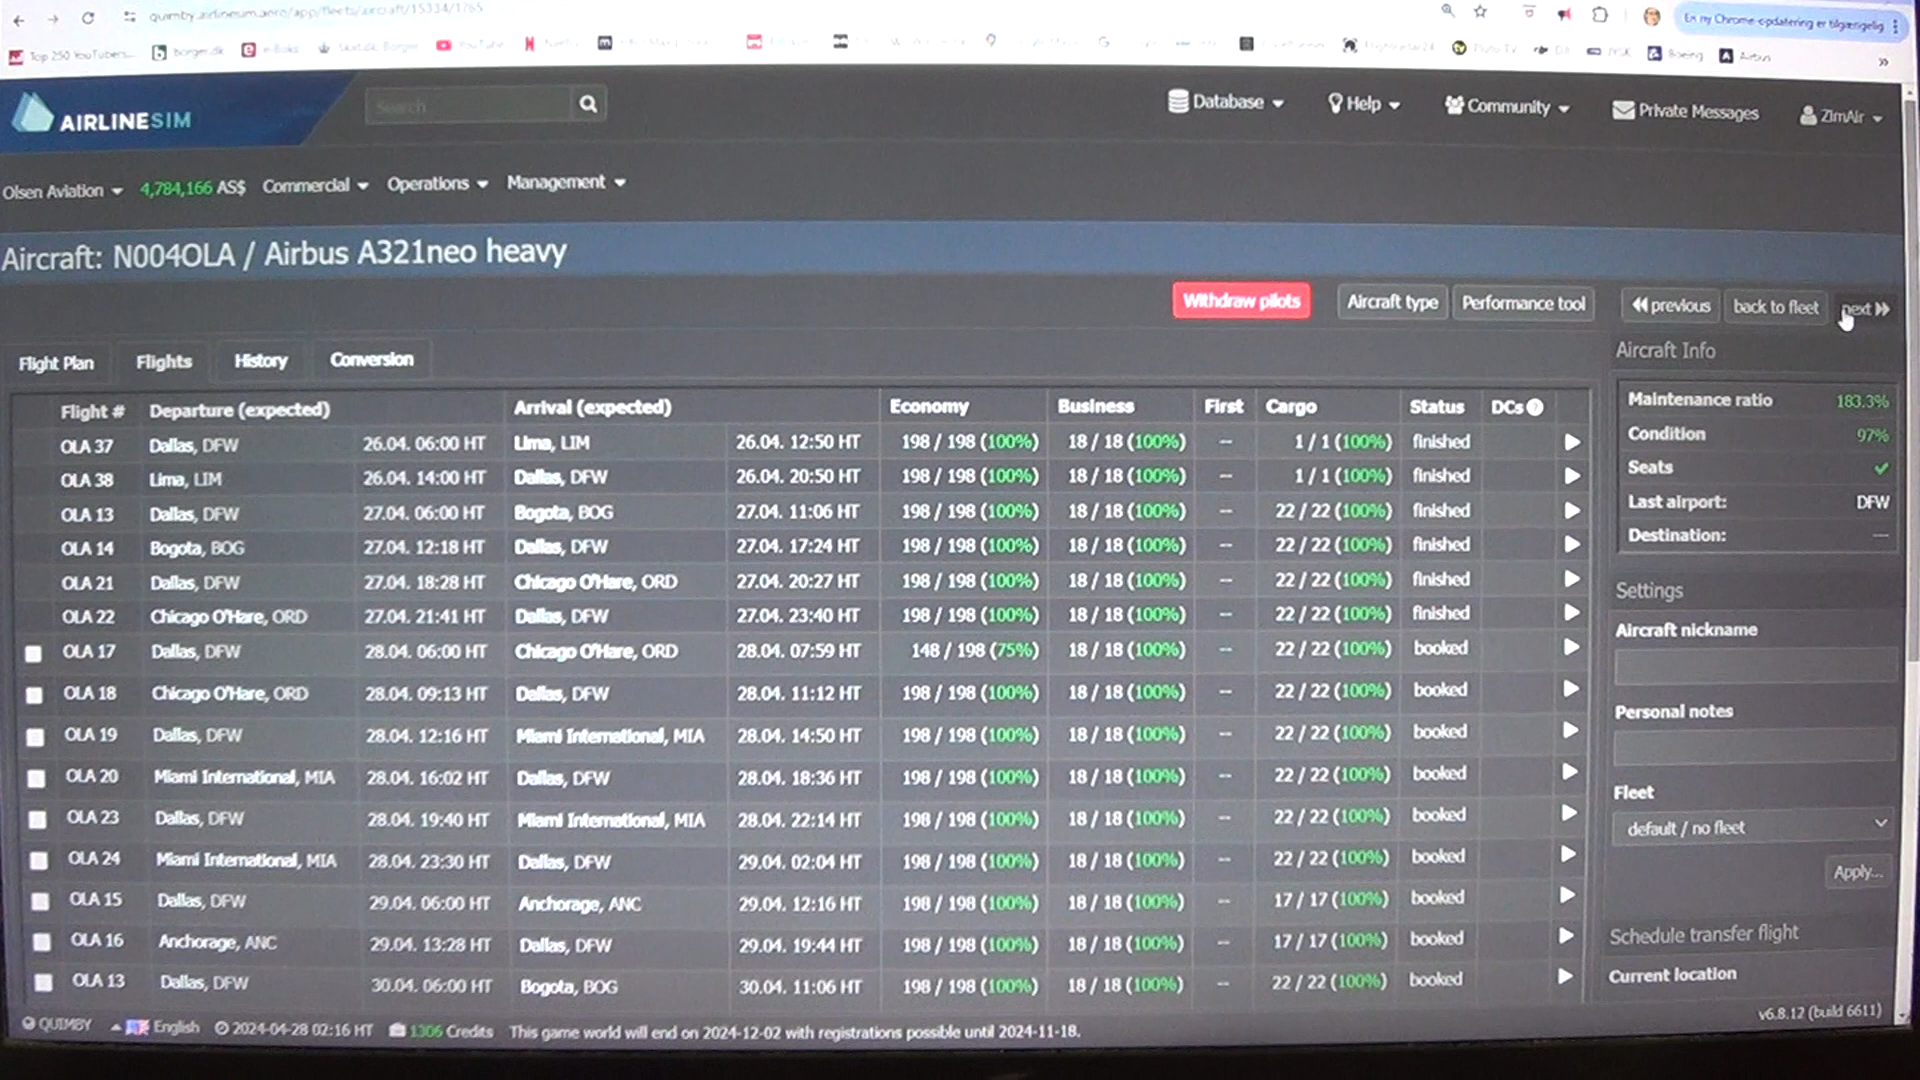 Top 250 YouTubers...
borger.dk
e-Boks
YouTube
Pluto TV
Boeing
Airbus
En ny Chrome-opdatering er tilgængelig
AIRLINESIM
Search
Database
Help
Community
Private Messages
ZimAir
Olsen Aviation
4,784,166 AS$
Commercial
Operations
Management
Aircraft: N004OLA / Airbus A321neo heavy
Withdraw pilots
Aircraft type
Performance tool
previous
back to fleet
next
Flight Plan
Flights
History
Conversion
Flight # Departure (expected) Arrival (expected) Economy Business First Cargo Status DCs
OLA 37 Dallas, DFW 26.04. 06:00 HT Lima, LIM 26.04. 12:50 HT 198 / 198 (100%) 18 / 18 (100%) -- 1 / 1 (100%) finished
OLA 38 Lima, LIM 26.04. 14:00 HT Dallas, DFW 26.04. 20:50 HT 198 / 198 (100%) 18 / 18 (100%) -- 1 / 1 (100%) finished
OLA 13 Dallas, DFW 27.04. 06:00 HT Bogota, BOG 27.04. 11:06 HT 198 / 198 (100%) 18 / 18 (100%) -- 22 / 22 (100%) finished
OLA 14 Bogota, BOG 27.04. 12:18 HT Dallas, DFW 27.04. 17:24 HT 198 / 198 (100%) 18 / 18 (100%) -- 22 / 22 (100%) finished
OLA 21 Dallas, DFW 27.04. 18:28 HT Chicago O'Hare, ORD 27.04. 20:27 HT 198 / 198 (100%) 18 / 18 (100%) -- 22 / 22 (100%) finished
OLA 22 Chicago O'Hare, ORD 27.04. 21:41 HT Dallas, DFW 27.04. 23:40 HT 198 / 198 (100%) 18 / 18 (100%) -- 22 / 22 (100%) finished
OLA 17 Dallas, DFW 28.04. 06:00 HT Chicago O'Hare, ORD 28.04. 07:59 HT 148 / 198 (75%) 18 / 18 (100%) -- 22 / 22 (100%) booked
OLA 18 Chicago O'Hare, ORD 28.04. 09:13 HT Dallas, DFW 28.04. 11:12 HT 198 / 198 (100%) 18 / 18 (100%) -- 22 / 22 (100%) booked
OLA 19 Dallas, DFW 28.04. 12:16 HT Miami International, MIA 28.04. 14:50 HT 198 / 198 (100%) 18 / 18 (100%) -- 22 / 22 (100%) booked
OLA 20 Miami International, MIA 28.04. 16:02 HT Dallas, DFW 28.04. 18:36 HT 198 / 198 (100%) 18 / 18 (100%) -- 22 / 22 (100%) booked
OLA 23 Dallas, DFW 28.04. 19:40 HT Miami International, MIA 28.04. 22:14 HT 198 / 198 (100%) 18 / 18 (100%) -- 22 / 22 (100%) booked
OLA 24 Miami International, MIA 28.04. 23:30 HT Dallas, DFW 29.04. 02:04 HT 198 / 198 (100%) 18 / 18 (100%) -- 22 / 22 (100%) booked
OLA 15 Dallas, DFW 29.04. 06:00 HT Anchorage, ANC 29.04. 12:16 HT 198 / 198 (100%) 18 / 18 (100%) -- 17 / 17 (100%) booked
OLA 16 Anchorage, ANC 29.04. 13:28 HT Dallas, DFW 29.04. 19:44 HT 198 / 198 (100%) 18 / 18 (100%) -- 17 / 17 (100%) booked
OLA 13 Dallas, DFW 30.04. 06:00 HT Bogota, BOG 30.04. 11:06 HT 198 / 198 (100%) 18 / 18 (100%) -- 22 / 22 (100%) booked
Aircraft Info
Maintenance ratio 183.3%
Condition 97%
Seats
Last airport: DFW
Destination: ---
Settings
Aircraft nickname
Personal notes
Fleet
default / no fleet
Apply...
Schedule transfer flight
Current location
v6.8.12 (build 6611)
QUIMBY English 2024-04-28 02:16 HT 1306 Credits This game world will end on 2024-12-02 with registrations possible until 2024-11-18.